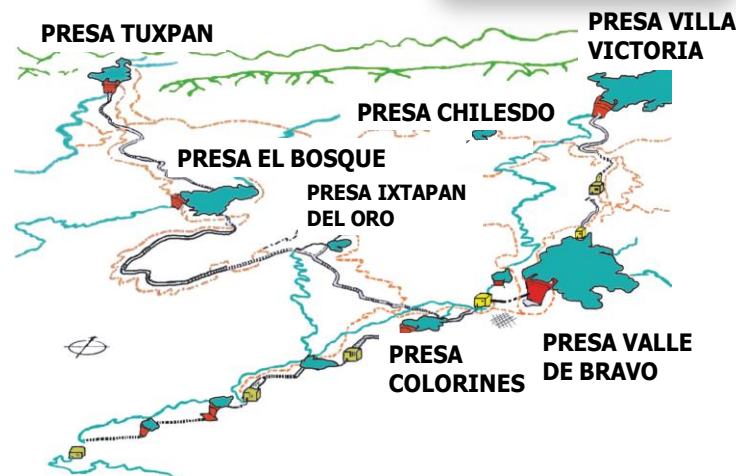 PRESA TUXPAN
PRESA VILLA
VICTORIA
PRESA CHILESDO
PRESA EL BOSQUE
PRESA IXTAPAN
DEL ORO
PRESA
COLORINES
PRESA VALLE
DE BRAVO